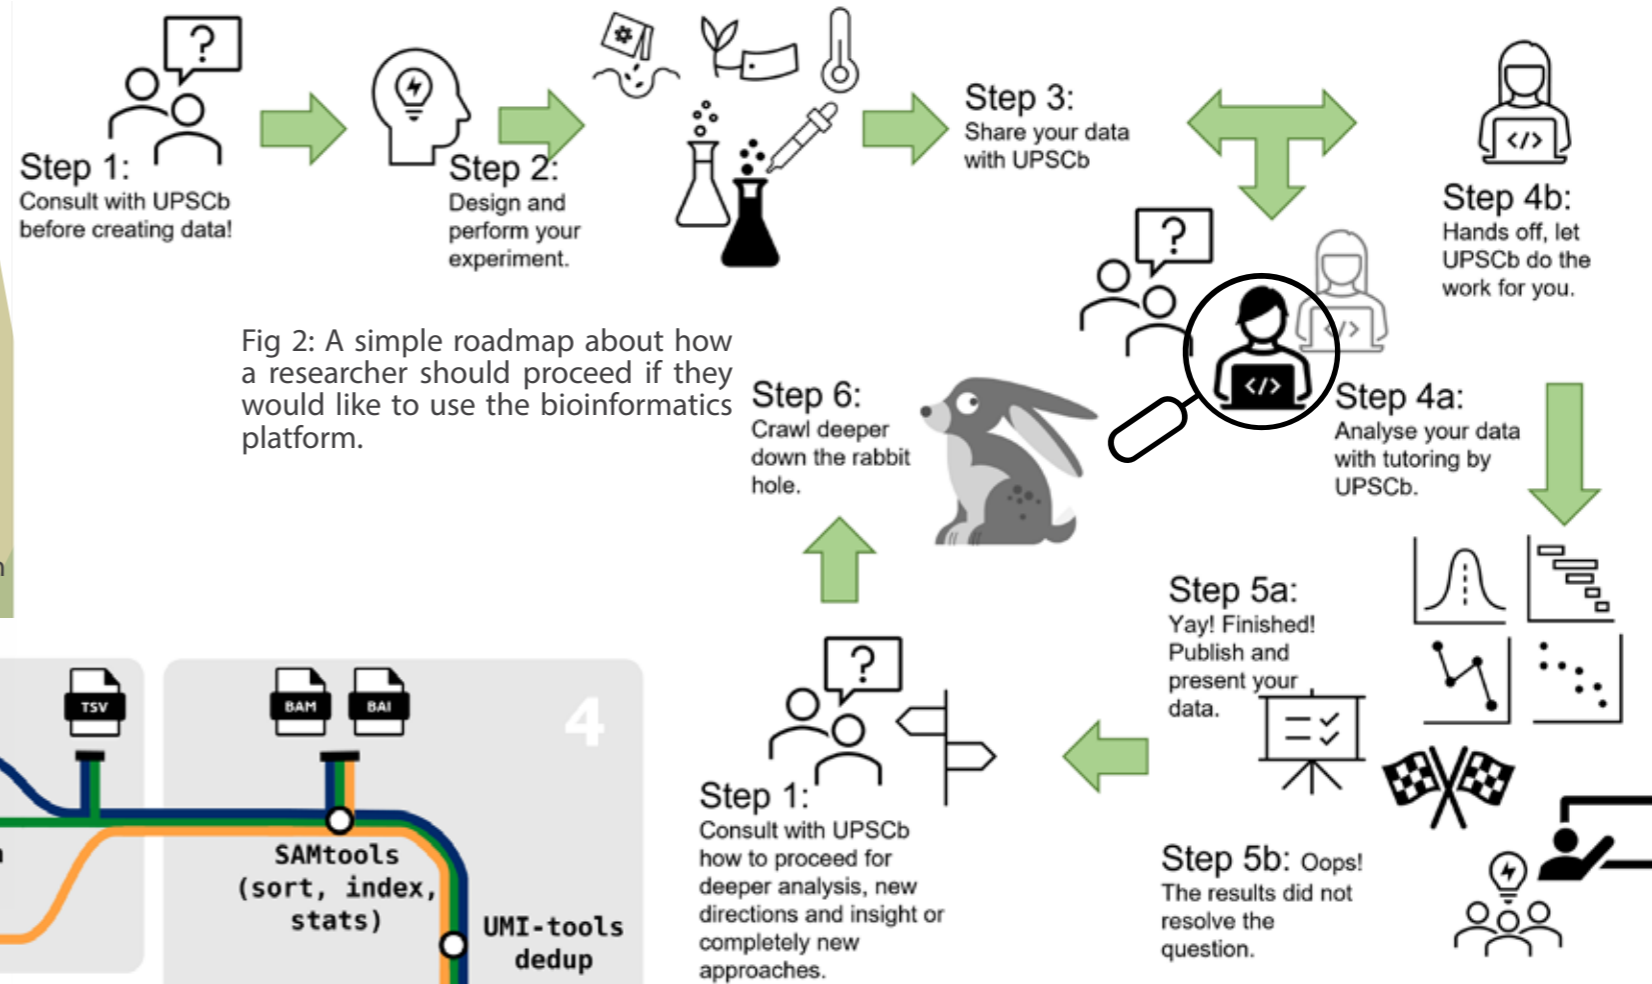 Step 1:
Consult with UPSCb
before creating data!
Step 2:
Design and
perform your
experiment.
Step 3:
Share your data
with UPSCb
Step 4b:
Hands off, let
UPSCb do the
work for you.
?
?
</>
</>
</>
Step 4a:
Analyse your data
with tutoring by
UPSCb.
Fig 2: A simple roadmap about how
a researcher should proceed if they
would like to use the bioinformatics
platform.
Step 6:
Crawl deeper
down the rabbit
hole.
Step 5a:
Yay! Finished!
Publish and
present your
data.
Step 5b: Oops!
The results did not
resolve the
question.
?
Step 1:
Consult with UPSCb
how to proceed for
deeper analysis, new
directions and insight or
completely new
approaches.
n
TSV
BAM
BAI
4
SAMtools
(sort, index,
stats)
UMI-tools
dedup